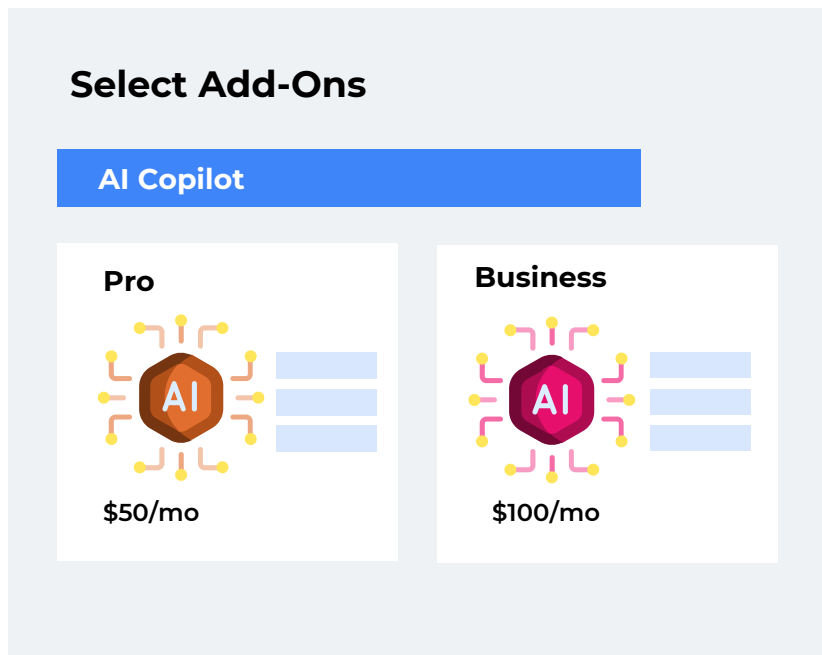 Select Add-Ons
AI Copilot
Pro
AI
$50/mo
Business
AI
$100/mo